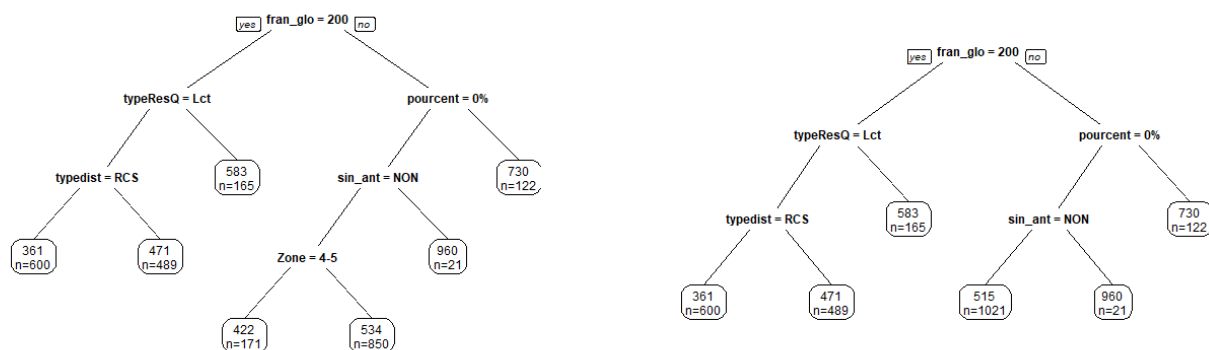 yes fran_glo = 200 no
typeResQ = Lct
pourcent = 0%
typedist = RCS
583
n=165
sin_ant = NON
730
n=122
361
n=600
471
n=489
Zone = 4-5
960
n=21
422
n=171
534
n=850
yes fran_glo = 200 no
typeResQ = Lct
pourcent = 0%
typedist = RCS
583
n=165
sin_ant = NON
730
n=122
361
n=600
471
n=489
515
n=1021
960
n=21